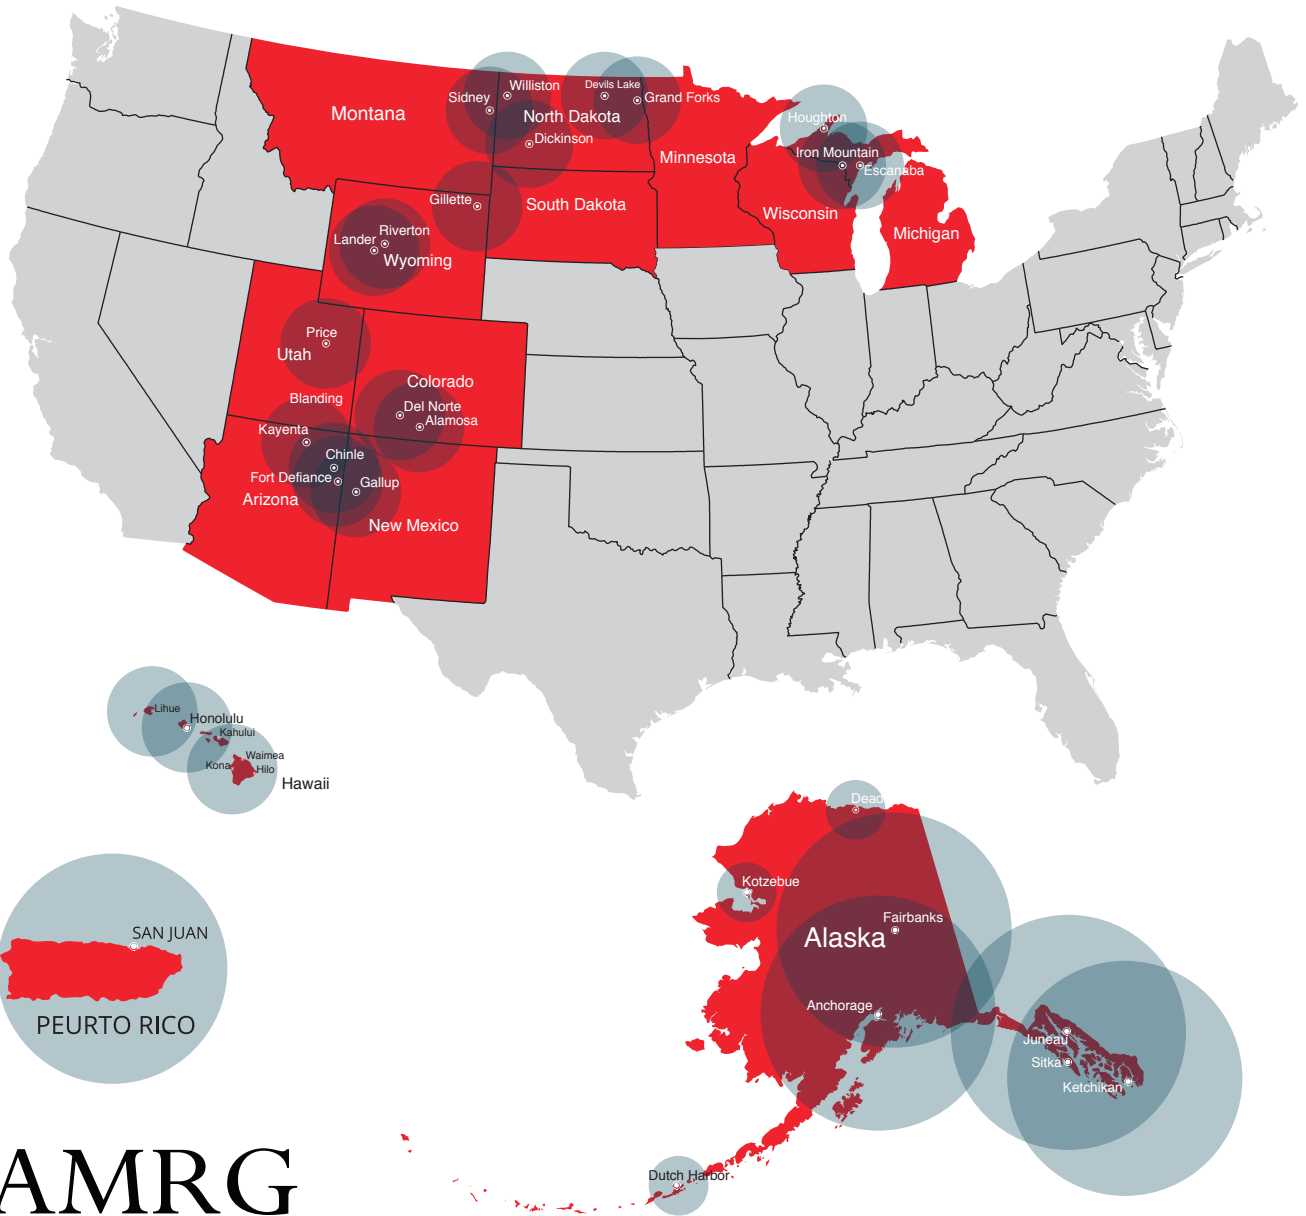 Williston
Devils Lake
Sidney
Grand Forks
Montana
North Dakota
Houghton
Dickinson
Minnesota
Iron Mountain
Escanaba
Gillette
South Dakota
Wisconsin
Michigan
Riverton
Lander
Wyoming
Price
Utah
Colorado
Blanding
Del Norte
Alamosa
Kayenta
Chinle
Fort Defiance
Gallup
Arizona
New Mexico
Lihue
Honolulu
Kahului
Waimea
Kona
Hilo
Hawaii
Dead
Kotzebue
Fairbanks
SAN JUAN
Alaska
Anchorage
PEURTO RICO
Juneau
Sitka
Ketchikan
Dutch Harbor
AMRG